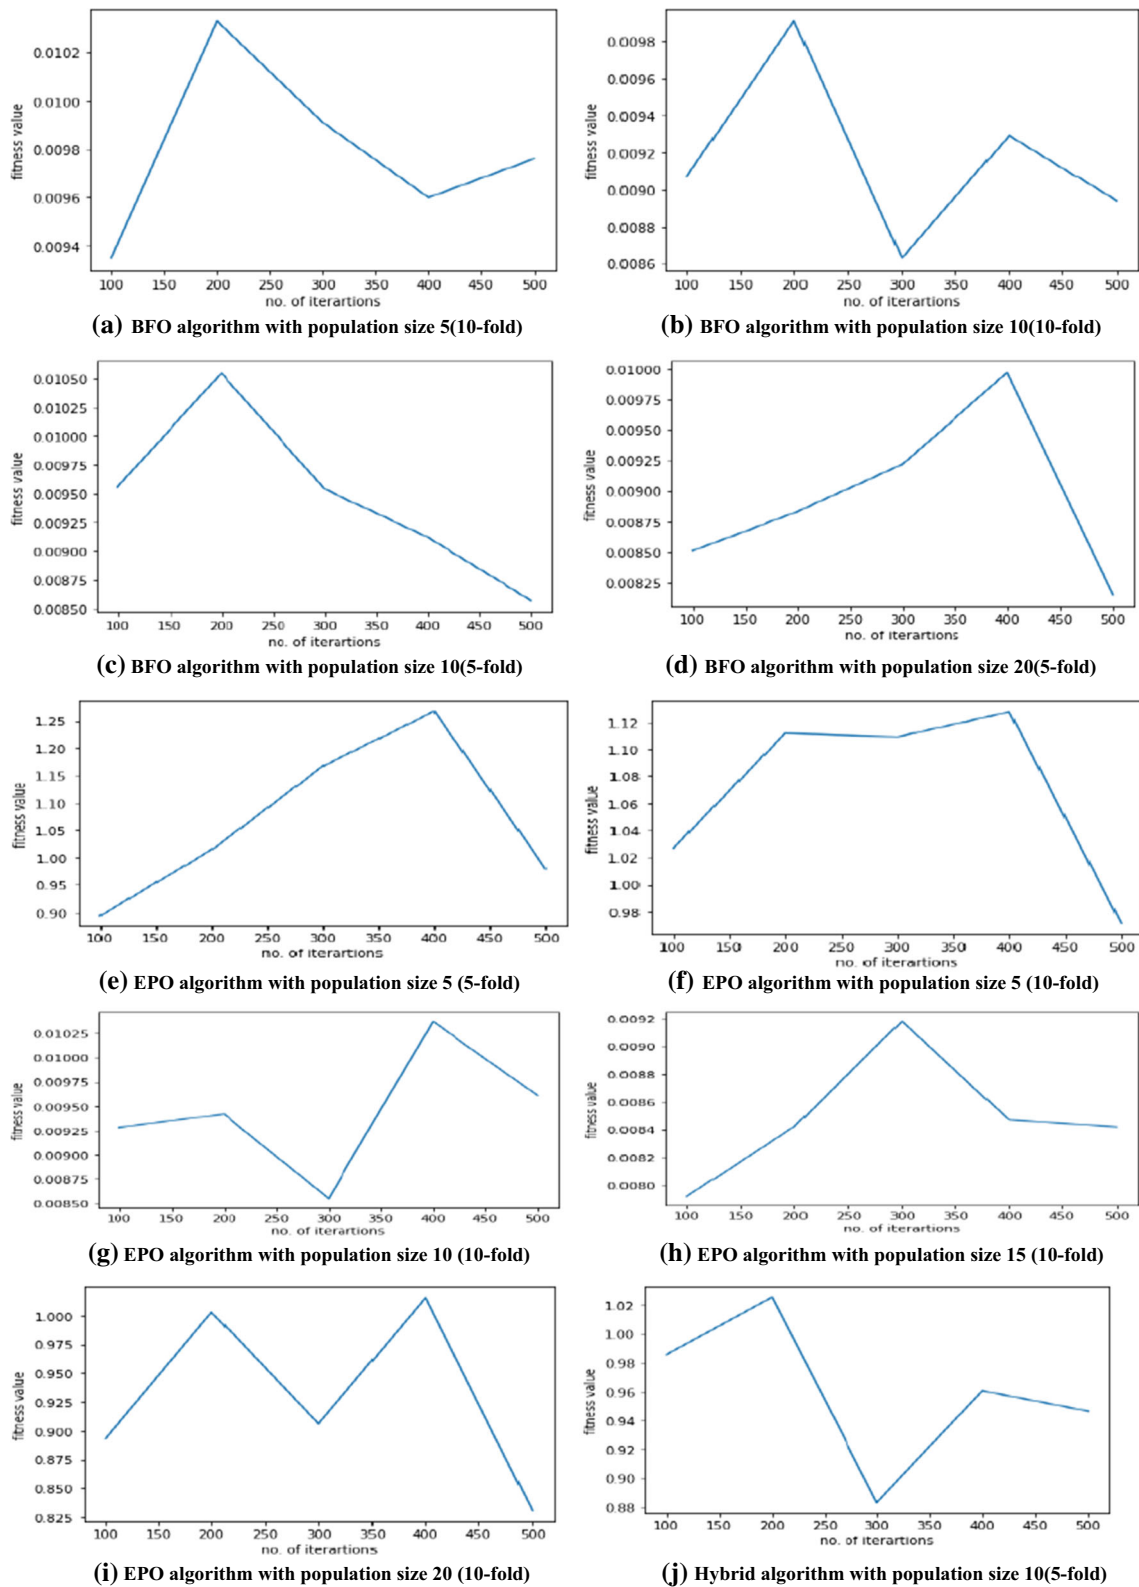 0.0102
0.0100
0.0098
0.0096
0.0094
fitness value
100 150 200 250 300 350 400 450 500
no. of iterartions
(a) BFO algorithm with population size 5(10-fold)
0.0098
0.0096
0.0094
0.0092
0.0090
0.0088
0.0086
fitness value
100 150 200 250 300 350 400 450 500
no. of iterartions
(b) BFO algorithm with population size 10(10-fold)
0.01050
0.01025
0.01000
0.00975
0.00950
0.00925
0.00900
0.00875
0.00850
fitness value
100 150 200 250 300 350 400 450 500
no. of iterartions
(c) BFO algorithm with population size 10(5-fold)
0.01000
0.00975
0.00950
0.00925
0.00900
0.00875
0.00850
0.00825
fitness value
100 150 200 250 300 350 400 450 500
no. of iterartions
(d) BFO algorithm with population size 20(5-fold)
1.25
1.20
1.15
1.10
1.05
1.00
0.95
0.90
fitness value
100 150 200 250 300 350 400 450 500
no. of iterartions
(e) EPO algorithm with population size 5 (5-fold)
1.12
1.10
1.08
1.06
1.04
1.02
1.00
0.98
fitness value
100 150 200 250 300 350 400 450 500
no. of iterartions
(f) EPO algorithm with population size 5 (10-fold)
0.01025
0.01000
0.00975
0.00950
0.00925
0.00900
0.00875
0.00850
fitness value
100 150 200 250 300 350 400 450 500
no. of iterartions
(g) EPO algorithm with population size 10 (10-fold)
0.0092
0.0090
0.0088
0.0086
0.0084
0.0082
0.0080
fitness value
100 150 200 250 300 350 400 450 500
no. of iterartions
(h) EPO algorithm with population size 15 (10-fold)
1.000
0.975
0.950
0.925
0.900
0.875
0.850
0.825
fitness value
100 150 200 250 300 350 400 450 500
no. of iterartions
(i) EPO algorithm with population size 20 (10-fold)
1.02
1.00
0.98
0.96
0.94
0.92
0.90
0.88
fitness value
100 150 200 250 300 350 400 450 500
no. of iterartions
(j) Hybrid algorithm with population size 10(5-fold)